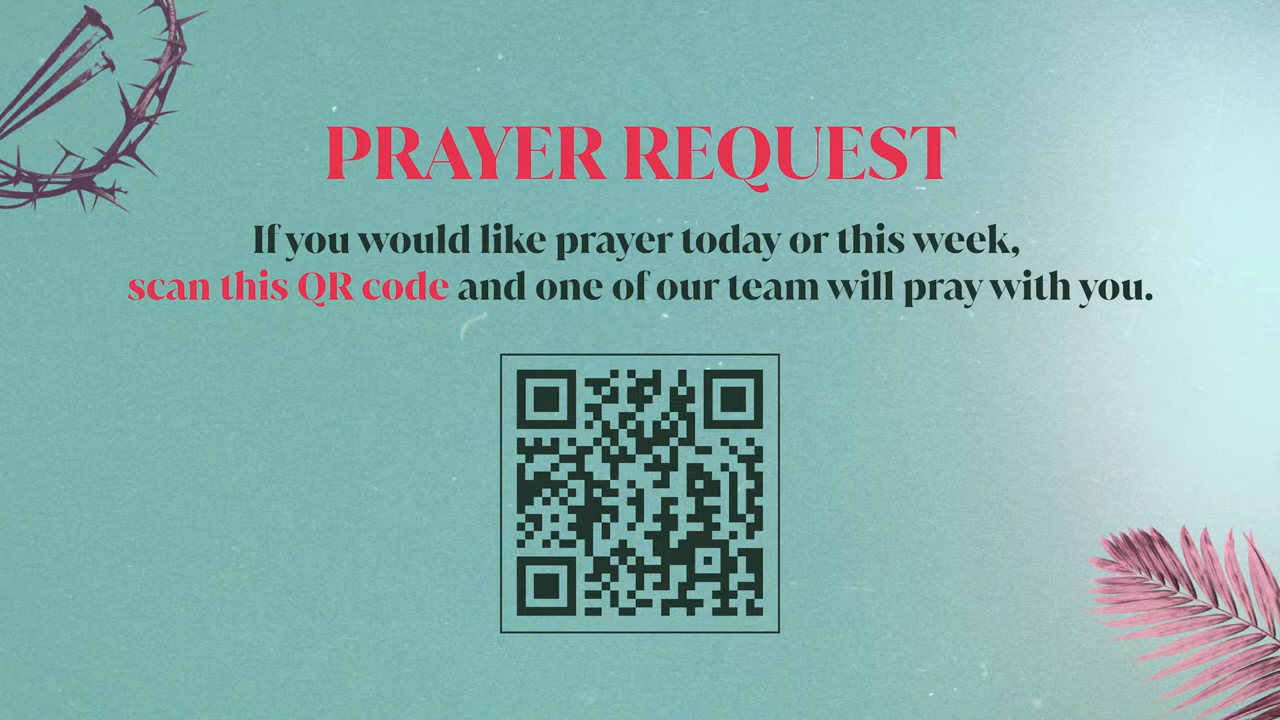 PRAYER REQUEST
If you would like prayer today or this week,
scan this QR code and one of our team will pray with you.